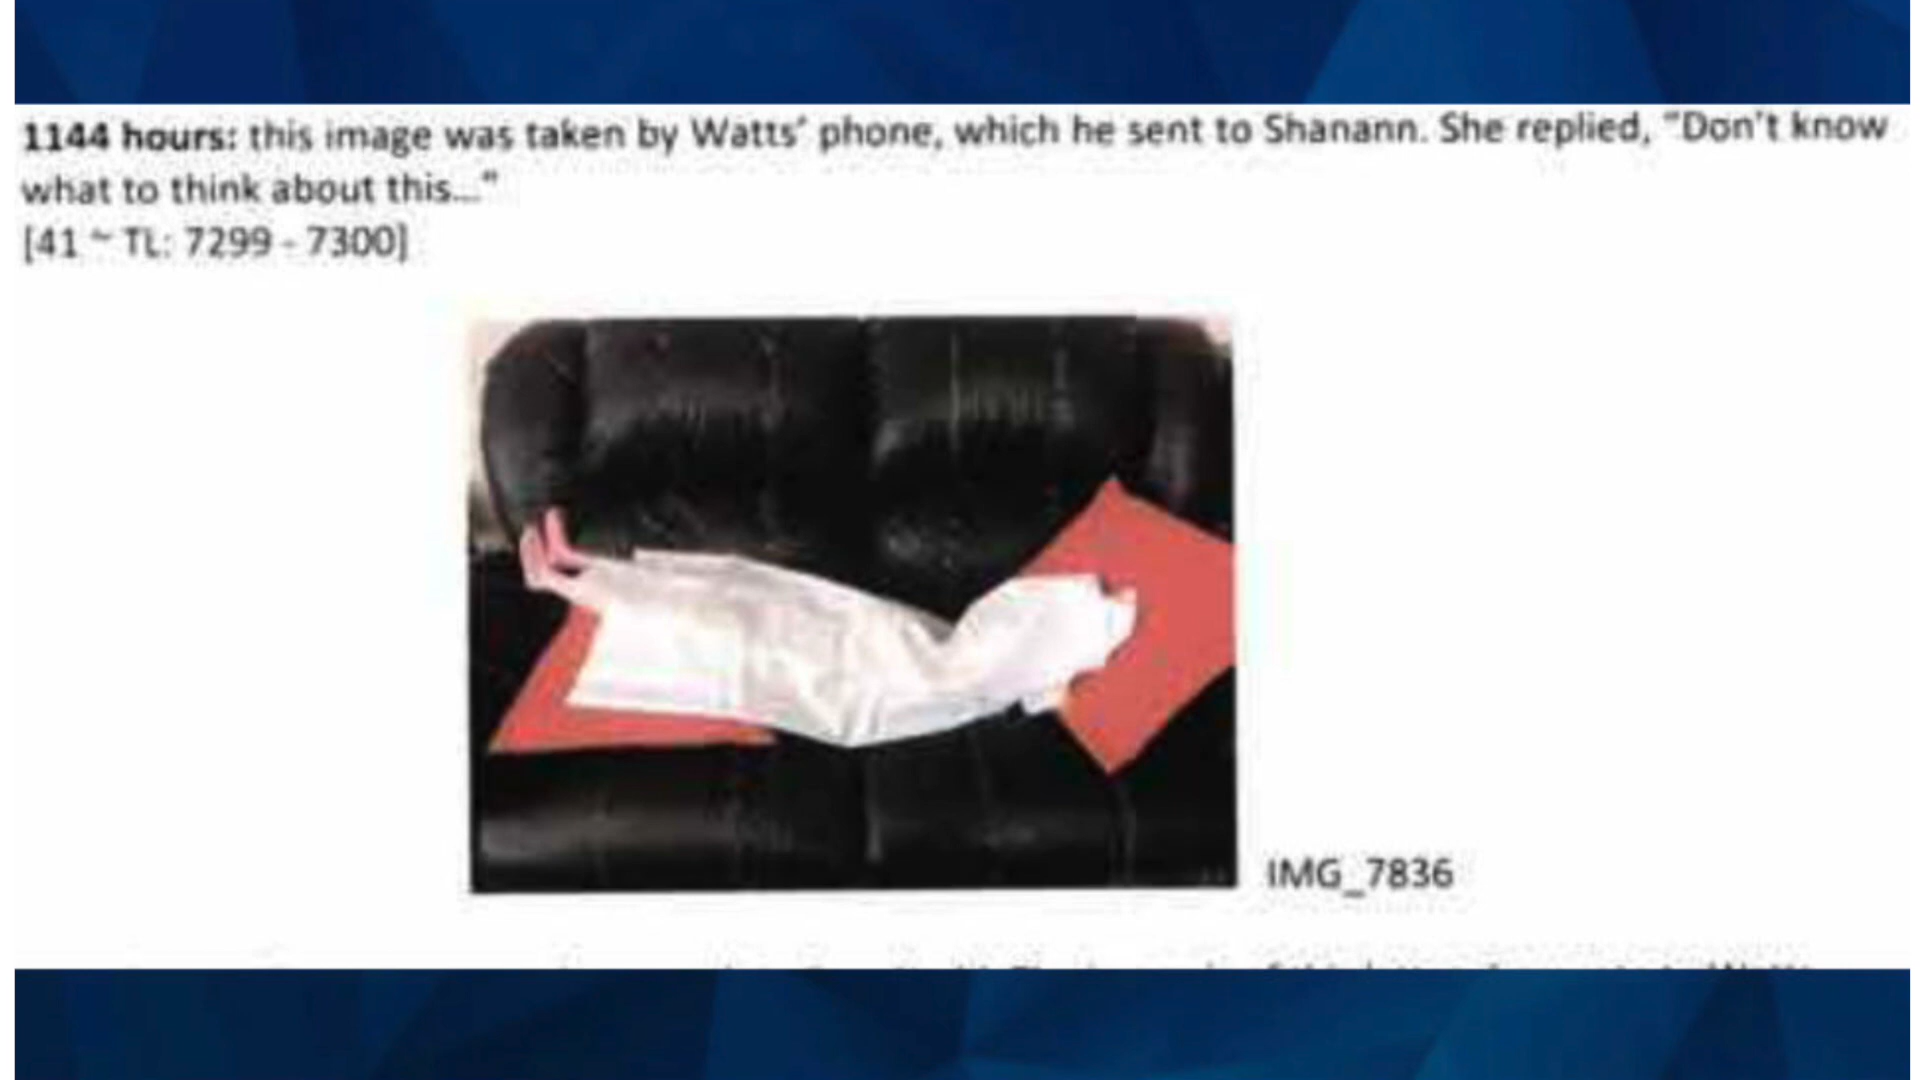 1144 hours: this image was taken by Watts' phone, which he sent to Shanann. She replied, "Don't know
what to think about this..."
[41 ~ TL: 7299 - 7300]
IMG_7836